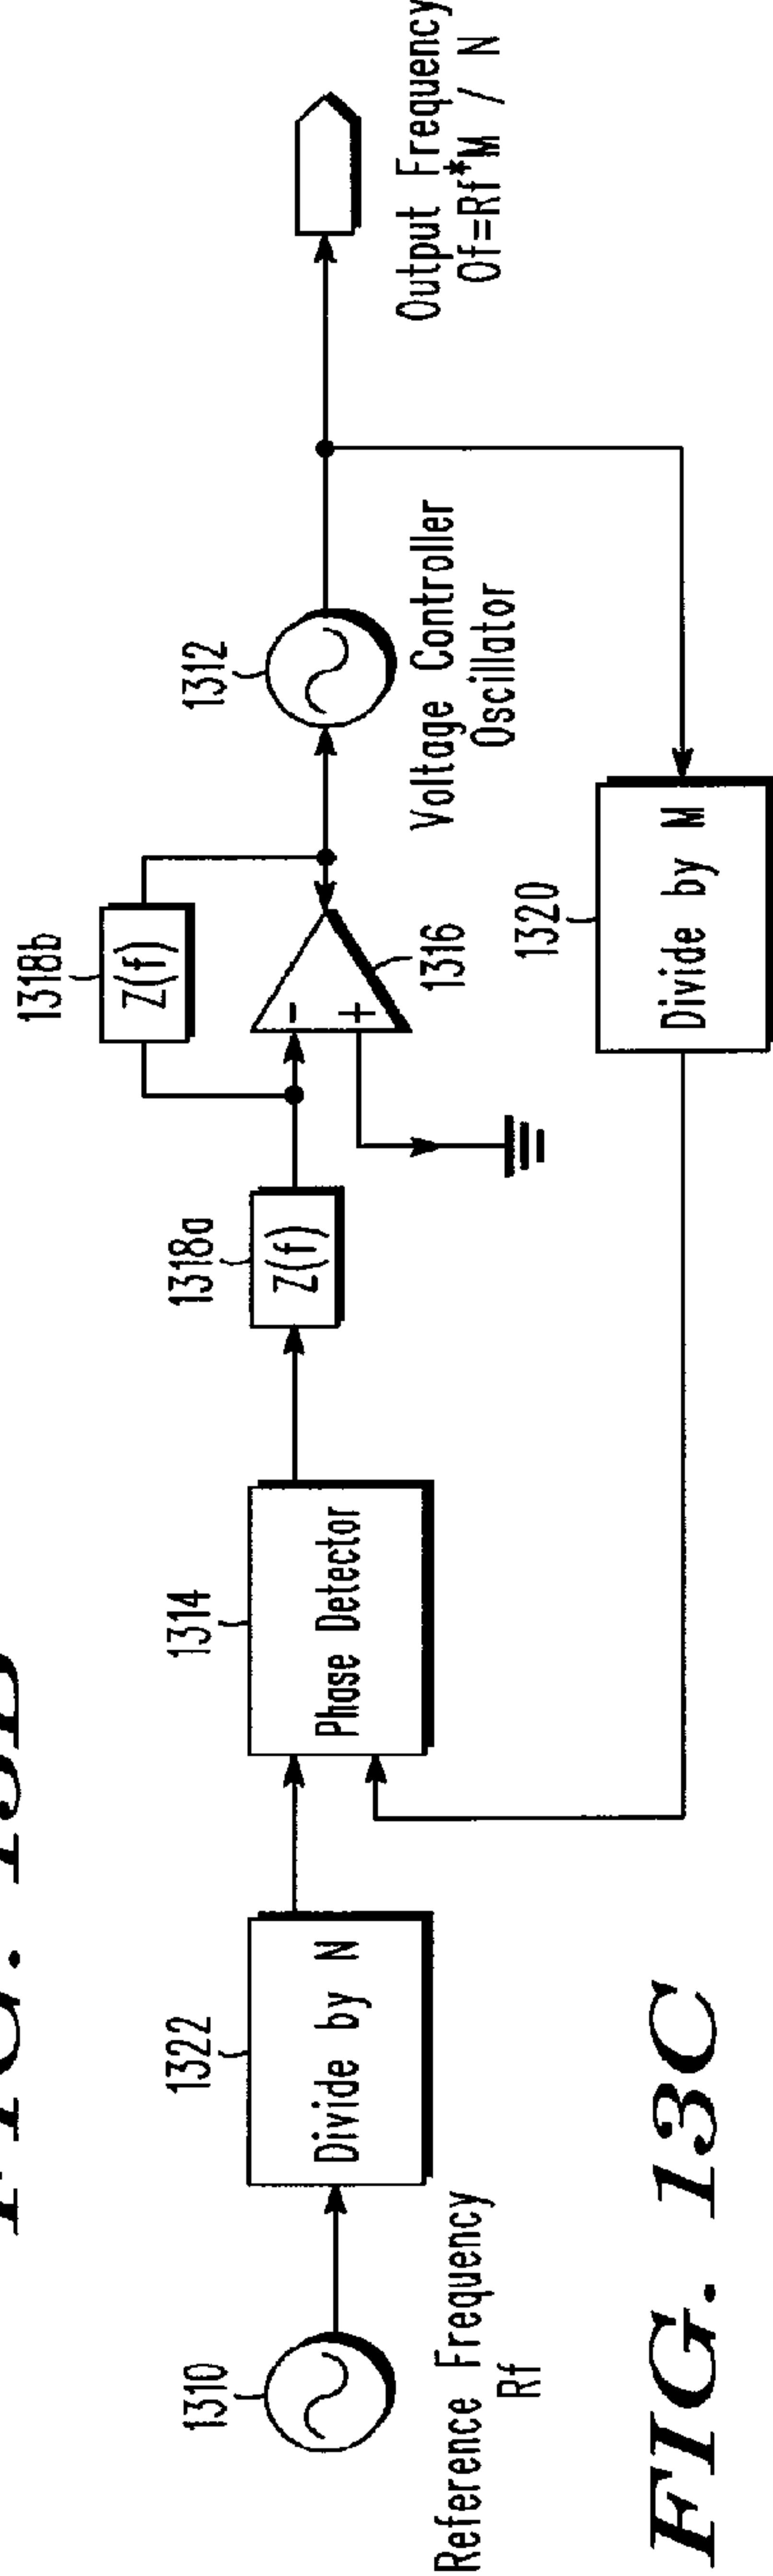 1310
Reference Frequency
Rf
1322
Divide by N
1314
Phase Detector
1318a
Z(f)
1318b
Z(f)
-
+
1316
1312
Voltage Controller
Oscillator
1320
Divide by M
Output Frequency
Of=Rf*M / N
FIG. 13C